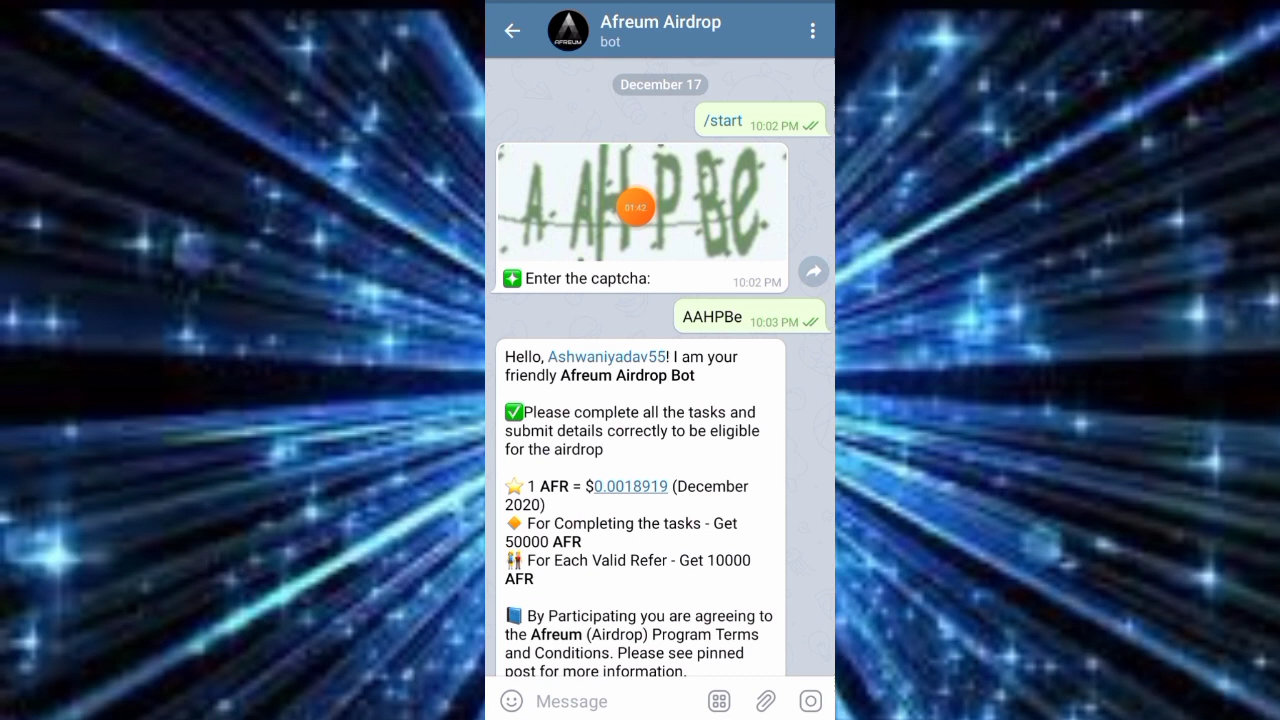 Afreum Airdrop
AFREUM
bot
December 17
/start 10:02 PM
A AHPBe
01:42
Enter the captcha: 10:02 PM
AAHPBe 10:03 PM
Hello, Ashwaniyadav55! I am your
friendly Afreum Airdrop Bot
✅Please complete all the tasks and
submit details correctly to be eligible
for the airdrop
⭐ 1 AFR = $0.0018919 (December
2020)
🔸 For Completing the tasks - Get
50000 AFR
👫 For Each Valid Refer - Get 10000
AFR
📘 By Participating you are agreeing to
the Afreum (Airdrop) Program Terms
and Conditions. Please see pinned
post for more information.
Message